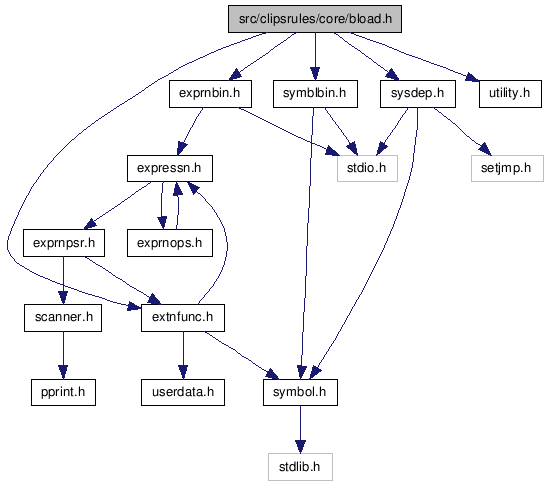 src/clipsrules/core/bload.h
exprnbin.h
symblbin.h
sysdep.h
utility.h
expressn.h
stdio.h
setjmp.h
exprnpsr.h
exprnops.h
scanner.h
extnfunc.h
pprint.h
userdata.h
symbol.h
stdlib.h